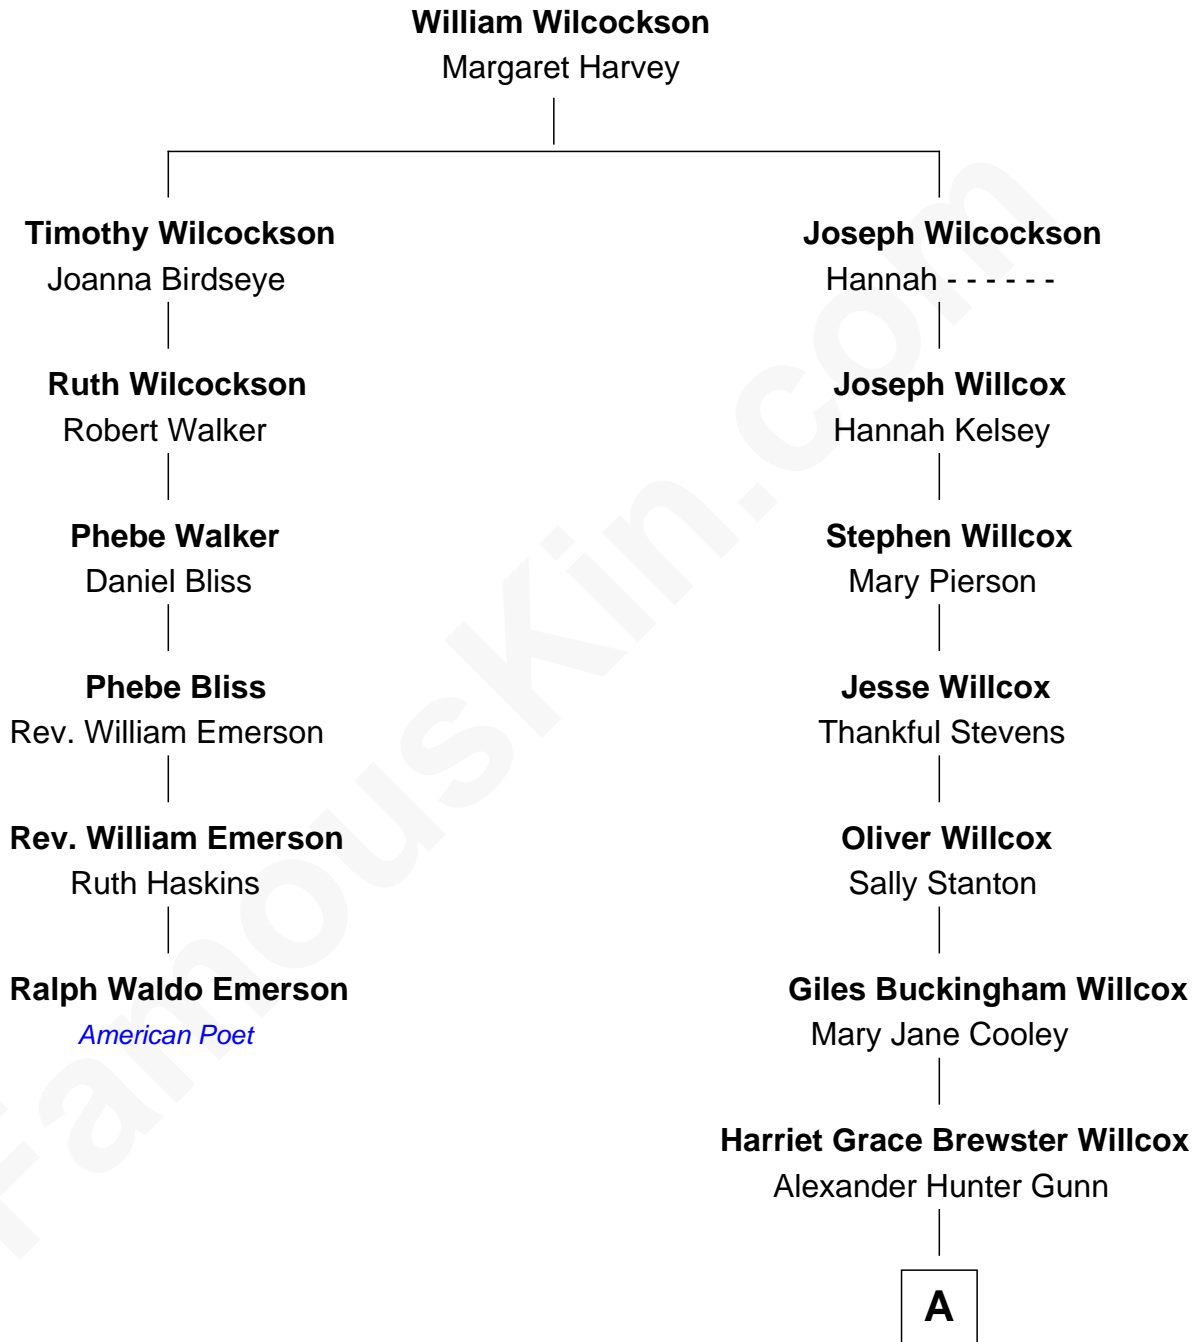 William Wilcockson
Margaret Harvey
Timothy Wilcockson
Joanna Birdseye
Ruth Wilcockson
Robert Walker
Phebe Walker
Daniel Bliss
Phebe Bliss
Rev. William Emerson
Rev. William Emerson
Ruth Haskins
Ralph Waldo Emerson
American Poet
Joseph Wilcockson
Hannah - - - - - -
Joseph Willcox
Hannah Kelsey
Stephen Willcox
Mary Pierson
Jesse Willcox
Thankful Stevens
Oliver Willcox
Sally Stanton
Giles Buckingham Willcox
Mary Jane Cooley
Harriet Grace Brewster Willcox
Alexander Hunter Gunn
A
FamousKin.com